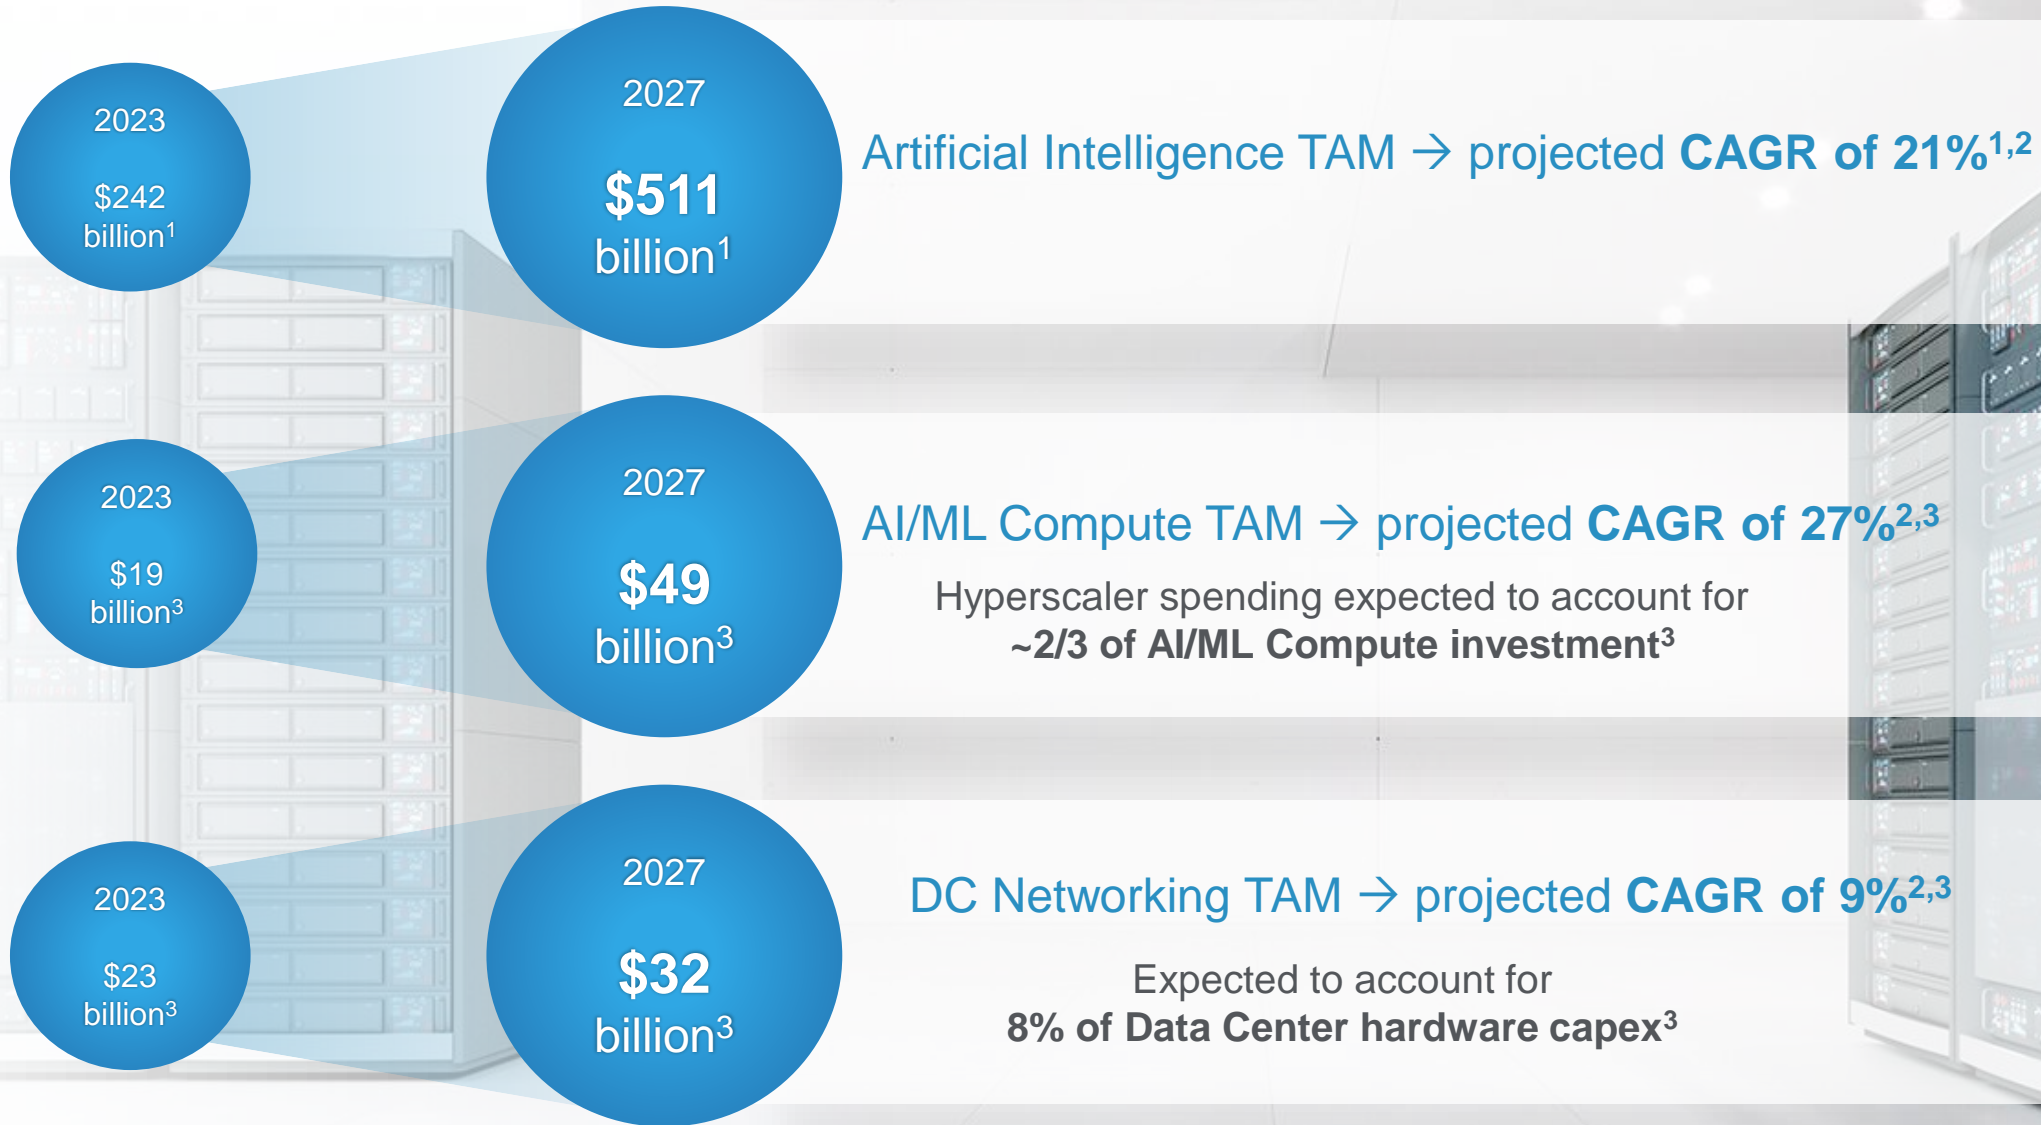 2023
$242
billion1
2027
$511
billion1
Artificial Intelligence TAM → projected CAGR of 21%1,2
2023
$19
billion3
2027
$49
billion3
AI/ML Compute TAM → projected CAGR of 27%2,3
Hyperscaler spending expected to account for
~2/3 of AI/ML Compute investment3
2023
$23
billion3
2027
$32
billion3
DC Networking TAM → projected CAGR of 9%2,3
Expected to account for
8% of Data Center hardware capex3